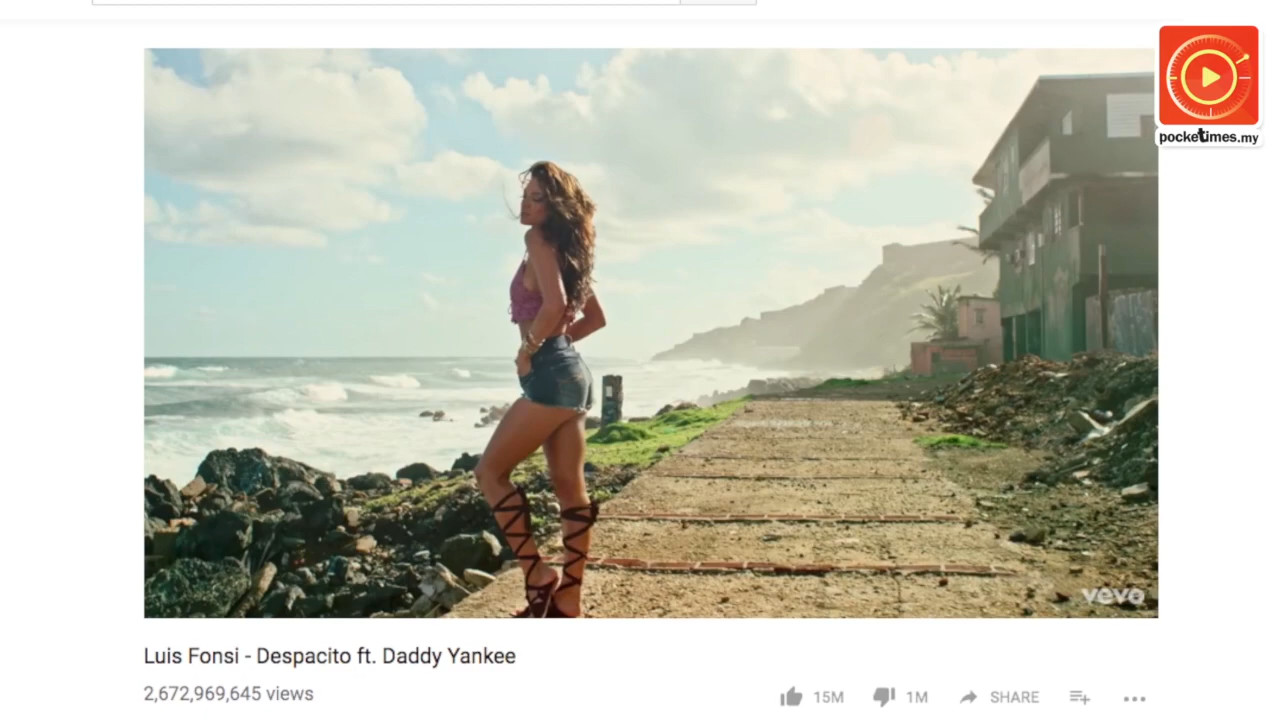 pocketimes.my
vevo
Luis Fonsi - Despacito ft. Daddy Yankee
2,672,969,645 views
15M
1M
SHARE